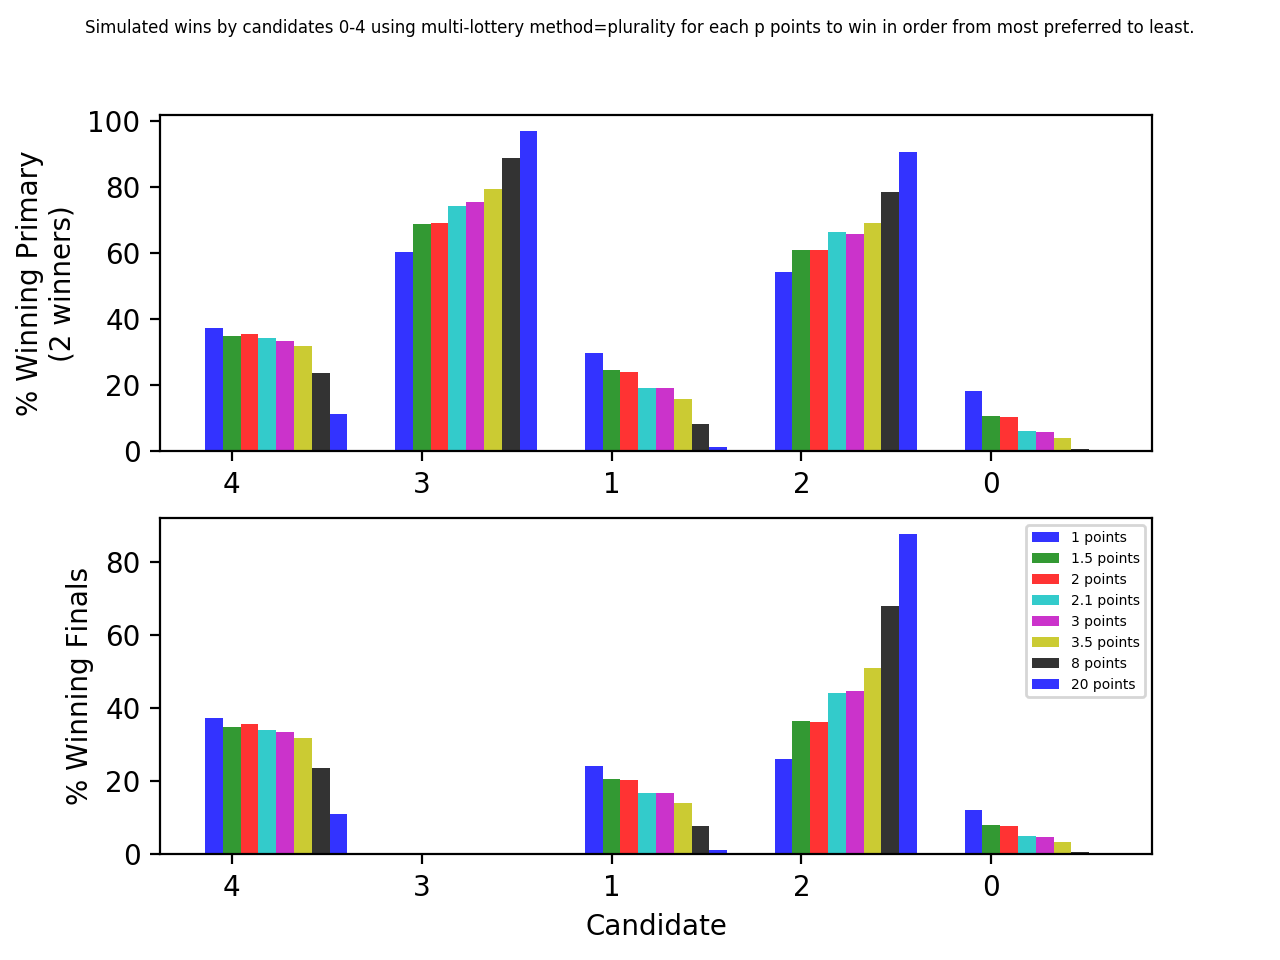 Simulated wins by candidates 0-4 using multi-lottery method=plurality for each p points to win in order from most preferred to least.
% Winning Primary
(2 winners)
100
80
60
40
20
0
4 3 1 2 0
% Winning Finals
80
60
40
20
0
1 points
1.5 points
2 points
2.1 points
3 points
3.5 points
8 points
20 points
4 3 1 2 0
Candidate